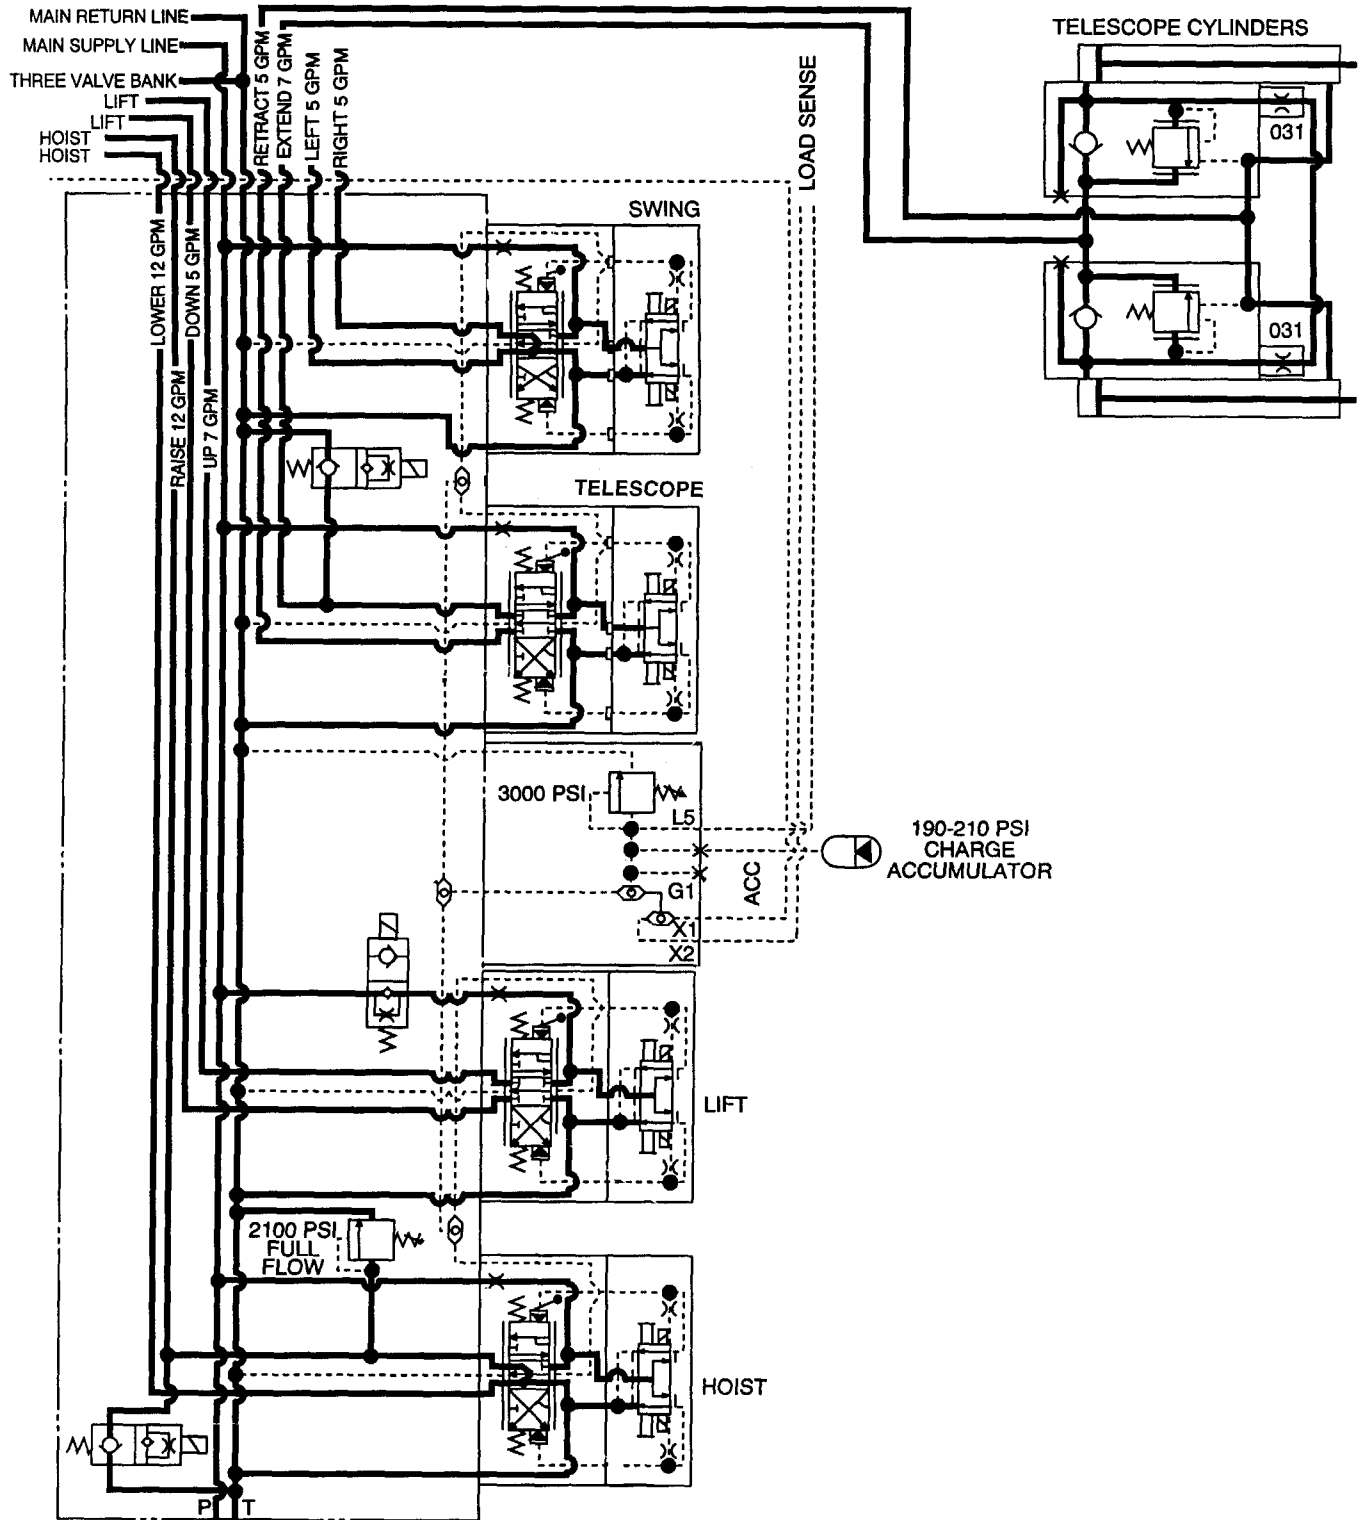 MAIN RETURN LINE
MAIN SUPPLY LINE
THREE VALVE BANK
LIFT
LIFT
HOIST
HOIST
RETRACT 5 GPM
EXTEND 7 GPM
LEFT 5 GPM
RIGHT 5 GPM
LOAD SENSE
TELESCOPE CYLINDERS
031
031
LOWER 12 GPM
RAISE 12 GPM
DOWN 5 GPM
UP 7 GPM
SWING
TELESCOPE
3000 PSI
L5
G1
X1
X2
ACC
190-210 PSI
CHARGE
ACCUMULATOR
LIFT
2100 PSI
FULL
FLOW
HOIST
P
T